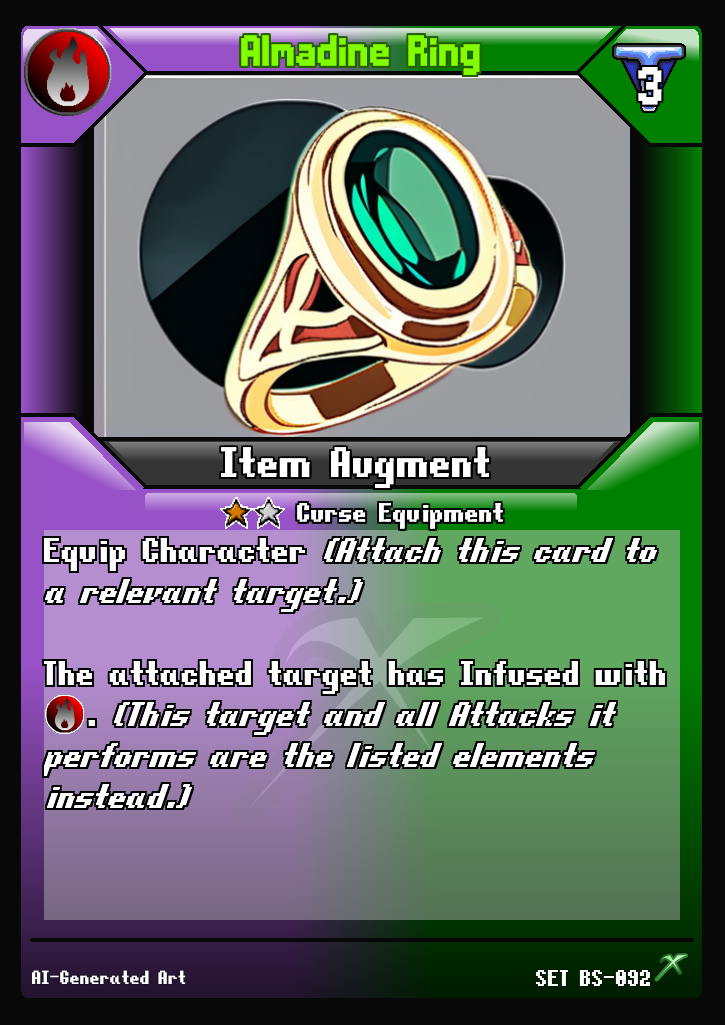 Almadine Ring
3
Item Augment
Curse Equipment
Equip Character (Attach this card to
a relevant target.)
The attached target has Infused with
. (This target and all Attacks it
performs are the listed elements
instead.)
AI-Generated Art
SET BS-092